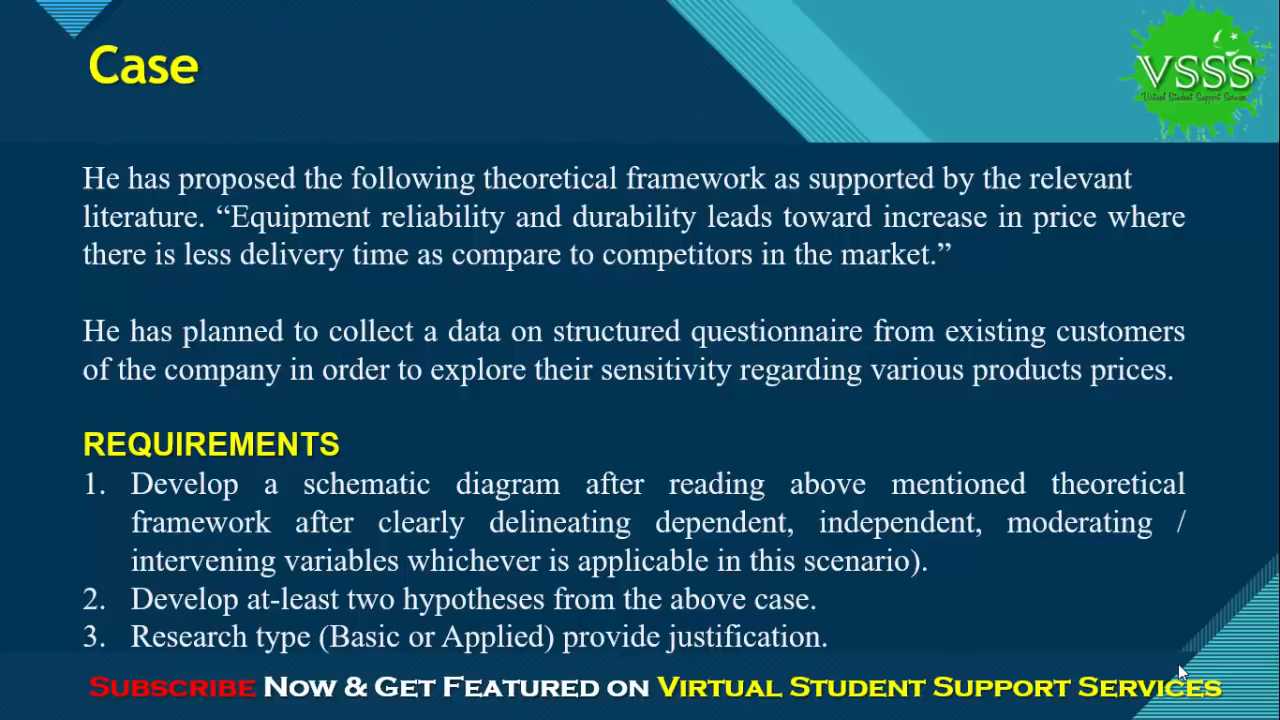 Case
VSSS
Virtual Student Support Services
He has proposed the following theoretical framework as supported by the relevant
literature. “Equipment reliability and durability leads toward increase in price where
there is less delivery time as compare to competitors in the market.”
He has planned to collect a data on structured questionnaire from existing customers
of the company in order to explore their sensitivity regarding various products prices.
REQUIREMENTS
1. Develop a schematic diagram after reading above mentioned theoretical
framework after clearly delineating dependent, independent, moderating /
intervening variables whichever is applicable in this scenario).
2. Develop at-least two hypotheses from the above case.
3. Research type (Basic or Applied) provide justification.
SUBSCRIBE NOW & GET FEATURED ON VIRTUAL STUDENT SUPPORT SERVICES